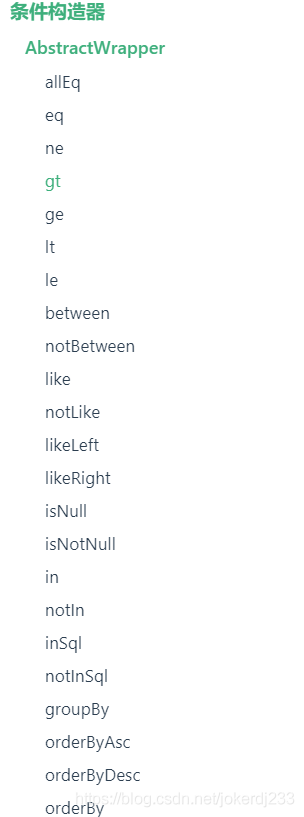 条件构造器
AbstractWrapper
allEq
eq
ne
gt
ge
lt
le
between
notBetween
like
notLike
likeLeft
likeRight
isNull
isNotNull
in
notIn
inSql
notInSql
groupBy
orderByAsc
orderByDesc
orderBy
https://blog.csdn.net/jokerdj233